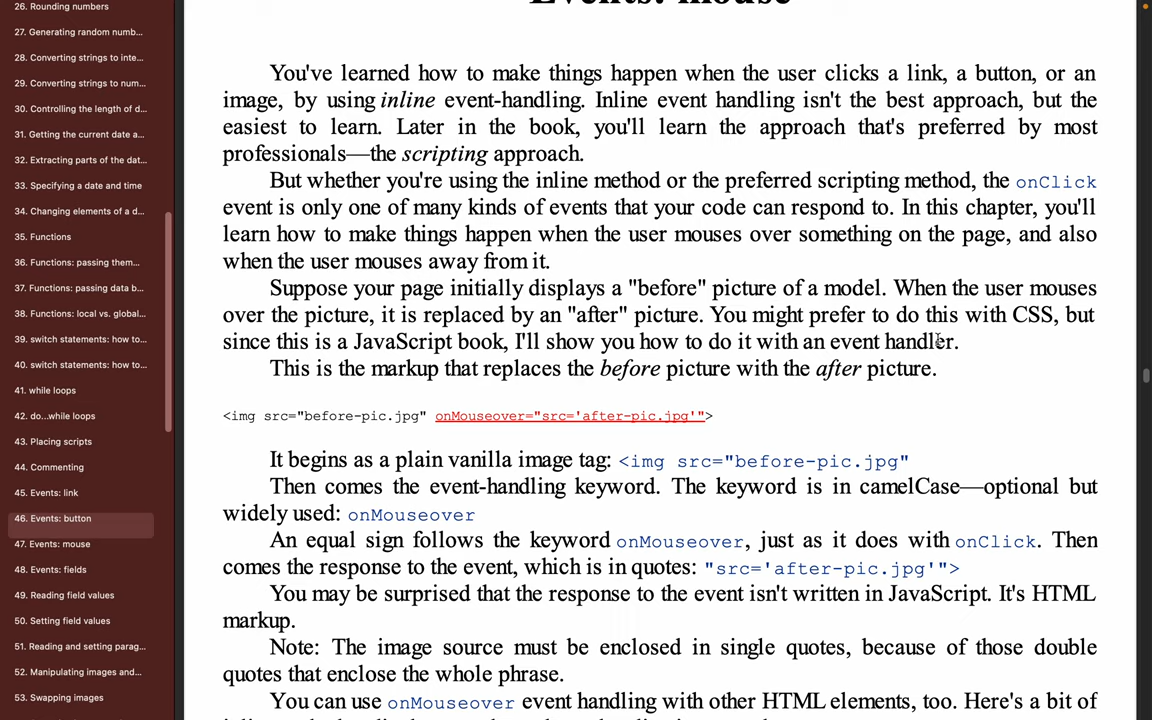 26. Rounding numbers
27. Generating random numb...
28. Converting strings to inte...
29. Converting strings to num...
30. Controlling the length of d...
31. Getting the current date a...
32. Extracting parts of the dat...
33. Specifying a date and time
34. Changing elements of a d...
35. Functions
36. Functions: passing them...
37. Functions: passing data b...
38. Functions: local vs. global...
39. switch statements: how to...
40. switch statements: how to...
41. while loops
42. do...while loops
43. Placing scripts
44. Commenting
45. Events: link
46. Events: button
47. Events: mouse
48. Events: fields
49. Reading field values
50. Setting field values
51. Reading and setting parag...
52. Manipulating images and...
53. Swapping images
Events: mouse
You've learned how to make things happen when the user clicks a link, a button, or an
image, by using inline event-handling. Inline event handling isn't the best approach, but the
easiest to learn. Later in the book, you'll learn the approach that's preferred by most
professionals—the scripting approach.
But whether you're using the inline method or the preferred scripting method, the onClick
event is only one of many kinds of events that your code can respond to. In this chapter, you'll
learn how to make things happen when the user mouses over something on the page, and also
when the user mouses away from it.
Suppose your page initially displays a "before" picture of a model. When the user mouses
over the picture, it is replaced by an "after" picture. You might prefer to do this with CSS, but
since this is a JavaScript book, I'll show you how to do it with an event handler.
This is the markup that replaces the before picture with the after picture.
<img src="before-pic.jpg" onMouseover="src='after-pic.jpg'">
It begins as a plain vanilla image tag: <img src="before-pic.jpg"
Then comes the event-handling keyword. The keyword is in camelCase—optional but
widely used: onMouseover
An equal sign follows the keyword onMouseover, just as it does with onClick. Then
comes the response to the event, which is in quotes: "src='after-pic.jpg'">
You may be surprised that the response to the event isn't written in JavaScript. It's HTML
markup.
Note: The image source must be enclosed in single quotes, because of those double
quotes that enclose the whole phrase.
You can use onMouseover event handling with other HTML elements, too. Here's a bit of